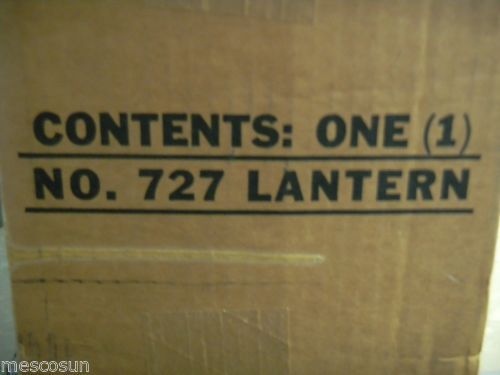 CONTENTS: ONE (1)
NO. 727 LANTERN
mescosun